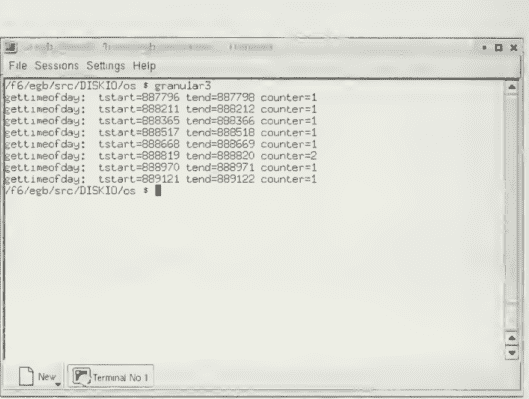 File Sessions Settings Help
/f6/egb/src/DISKIO/os $ granular3
gettimeofday: tstart=887796 tend=887798 counter=1
gettimeofday: tstart=888211 tend=888212 counter=1
gettimeofday: tstart=888365 tend=888366 counter=1
gettimeofday: tstart=888517 tend=888518 counter=1
gettimeofday: tstart=888668 tend=888669 counter=1
gettimeofday: tstart=888819 tend=888820 counter=2
gettimeofday: tstart=888970 tend=888971 counter=1
gettimeofday: tstart=889121 tend=889122 counter=1
/f6/egb/src/DISKIO/os $
New Terminal No 1